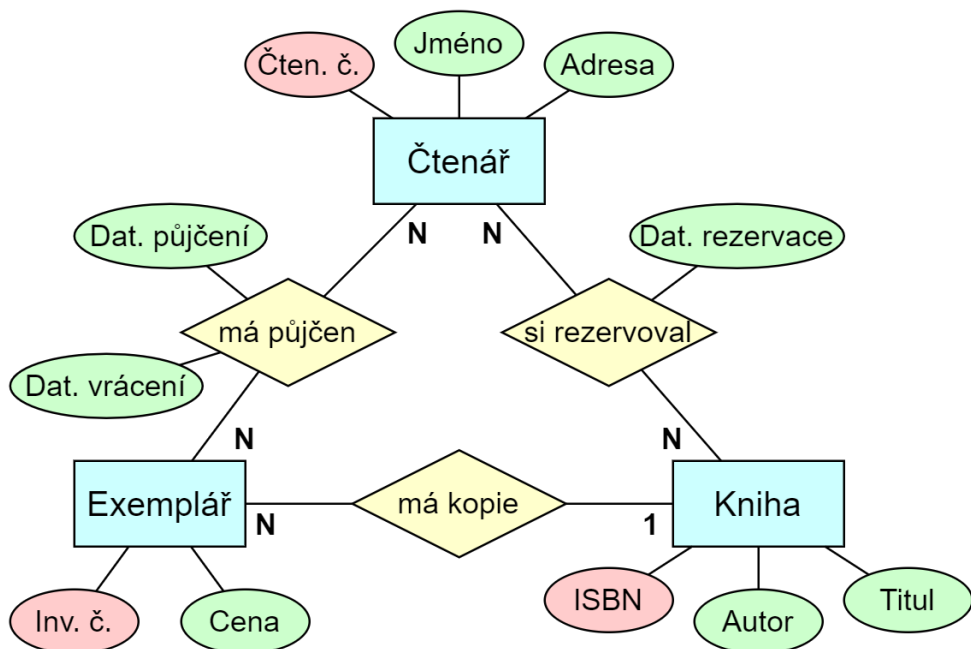 Jméno
Čten. č.
Adresa
Čtenář
N
N
Dat. půjčení
Dat. rezervace
má půjčen
si rezervoval
Dat. vrácení
N
N
Exemplář
má kopie
Kniha
N
1
ISBN
Titul
Inv. č.
Cena
Autor